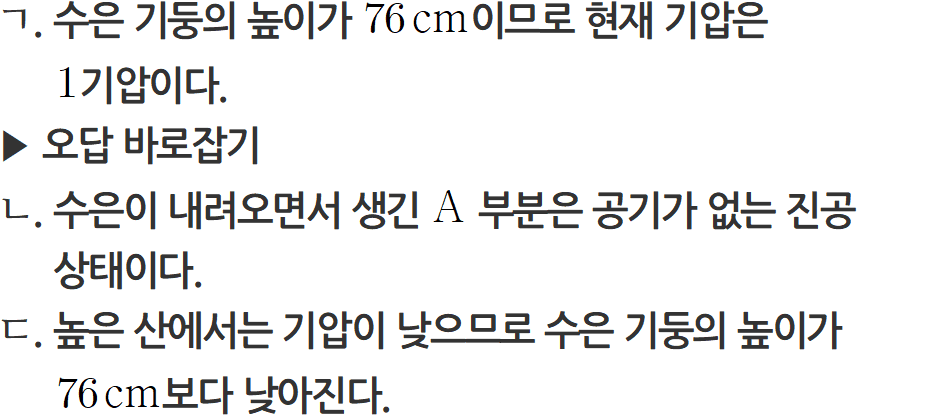 ㄱ. 수은 기둥의 높이가 76 cm이므로 현재 기압은
1기압이다.
▶ 오답 바로잡기
ㄴ. 수은이 내려오면서 생긴 A 부분은 공기가 없는 진공
상태이다.
ㄷ. 높은 산에서는 기압이 낮으므로 수은 기둥의 높이가
76 cm보다 낮아진다.